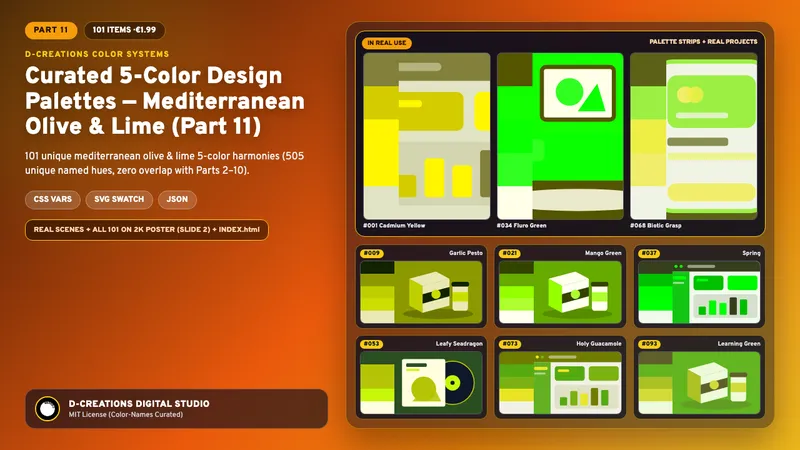 PART 11
101 ITEMS -€1.99
D-CREATIONS COLOR SYSTEMS
Curated 5-Color Design
Palettes — Mediterranean
Olive & Lime (Part 11)
101 unique mediterranean olive & lime 5-color harmonies (505
unique named hues, zero overlap with Parts 2–10).
CSS VARS
SVG SWATCH
JSON
REAL SCENES + ALL 101 ON 2K POSTER (SLIDE 2) + INDEX.html
D-CREATIONS DIGITAL STUDIO
MIT License (Color-Names Curated)
IN REAL USE
PALETTE STRIPS + REAL PROJECTS
#001 Cadmium Yellow
#034 Fluro Green
#068 Biotic Grasp
#009
Garlic Pesto
#021
Mango Green
#037
Spring
#053
Leafy Seadragon
#073
Holy Guacamole
#093
Learning Green